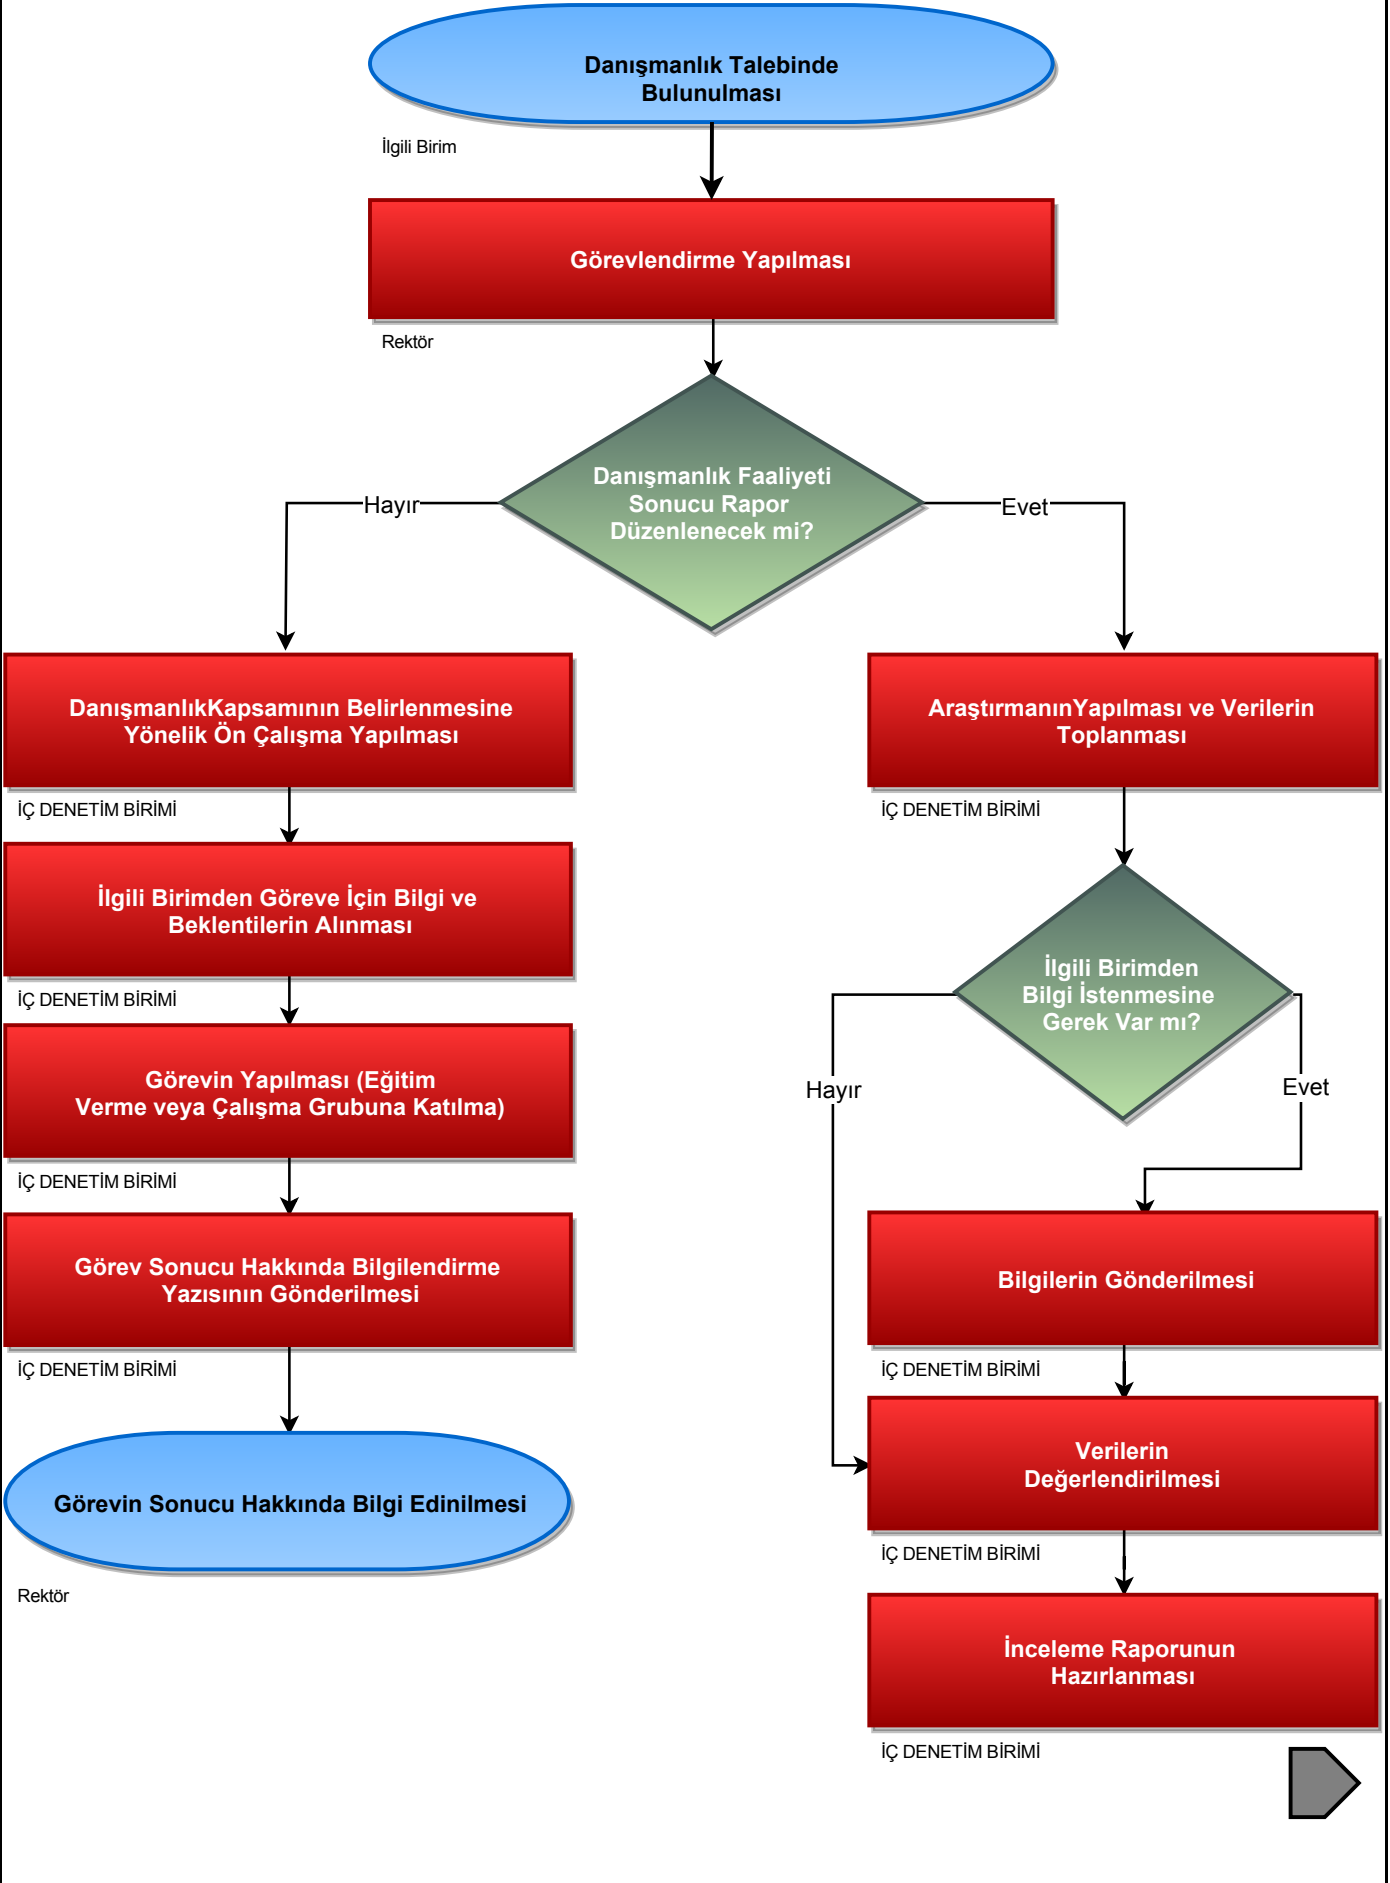 Danışmanlık Talebinde
Bulunulması
İlgili Birim
Görevlendirme Yapılması
Rektör
Danışmanlık Faaliyeti
Sonucu Rapor
Düzenlenecek mi?
Hayır
Evet
DanışmanlıkKapsamının Belirlenmesine
Yönelik Ön Çalışma Yapılması
İÇ DENETİM BİRİMİ
İlgili Birimden Göreve İçin Bilgi ve
Beklentilerin Alınması
İÇ DENETİM BİRİMİ
Görevin Yapılması (Eğitim
Verme veya Çalışma Grubuna Katılma)
İÇ DENETİM BİRİMİ
Görev Sonucu Hakkında Bilgilendirme
Yazısının Gönderilmesi
İÇ DENETİM BİRİMİ
Görevin Sonucu Hakkında Bilgi Edinilmesi
Rektör
AraştırmanınYapılması ve Verilerin
Toplanması
İÇ DENETİM BİRİMİ
İlgili Birimden
Bilgi İstenmesine
Gerek Var mı?
Hayır
Evet
Bilgilerin Gönderilmesi
İÇ DENETİM BİRİMİ
Verilerin
Değerlendirilmesi
İÇ DENETİM BİRİMİ
İnceleme Raporunun
Hazırlanması
İÇ DENETİM BİRİMİ